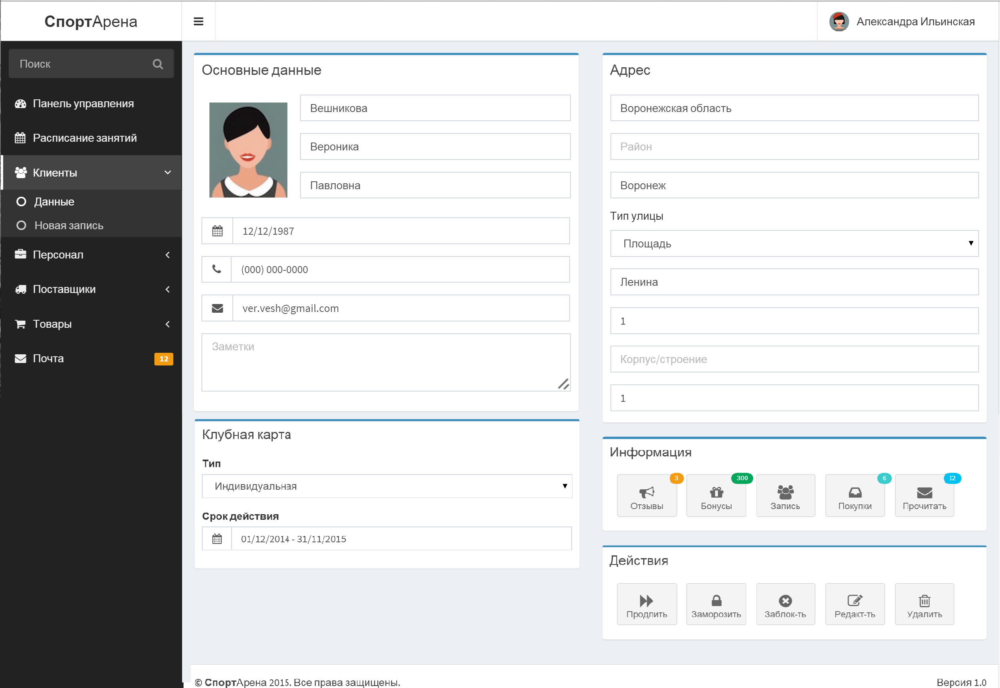 СпортАрена
Александра Ильинская
Поиск
Панель управления
Расписание занятий
Клиенты
Данные
Новая запись
Персонал
Поставщики
Товары
Почта 12
Основные данные
Вешникова
Вероника
Павловна
12/12/1987
(000) 000-0000
ver.vesh@gmail.com
Заметки
Клубная карта
Тип
Индивидуальная
Срок действия
01/12/2014 - 31/11/2015
Адрес
Воронежская область
Район
Воронеж
Тип улицы
Площадь
Ленина
1
Корпус/строение
1
Информация
3 300 6 12
Отзывы Бонусы Запись Покупки Прочитать
Действия
Продлить Заморозить Заблок-ть Редакт-ть Удалить
© СпортАрена 2015. Все права защищены.
Версия 1.0